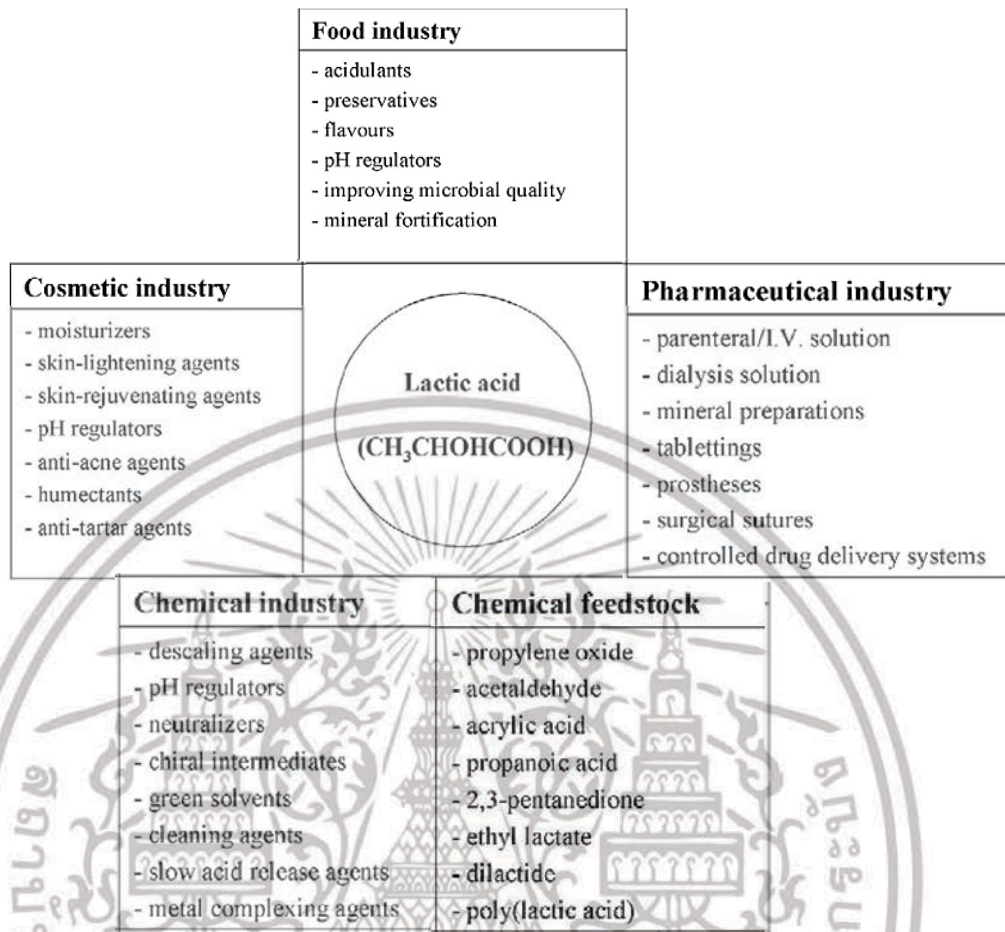 Food industry
- acidulants
- preservatives
- flavours
- pH regulators
- improving microbial quality
- mineral fortification
Cosmetic industry
- moisturizers
- skin-lightening agents
- skin-rejuvenating agents
- pH regulators
- anti-acne agents
- humectants
- anti-tartar agents
Lactic acid
(CH₃CHOHCOOH)
Pharmaceutical industry
- parenteral/I.V. solution
- dialysis solution
- mineral preparations
- tablettings
- prostheses
- surgical sutures
- controlled drug delivery systems
Chemical industry
- descaling agents
- pH regulators
- neutralizers
- chiral intermediates
- green solvents
- cleaning agents
- slow acid release agents
- metal complexing agents
Chemical feedstock
- propylene oxide
- acetaldehyde
- acrylic acid
- propanoic acid
- 2,3-pentanedione
- ethyl lactate
- dilactide
- poly(lactic acid)